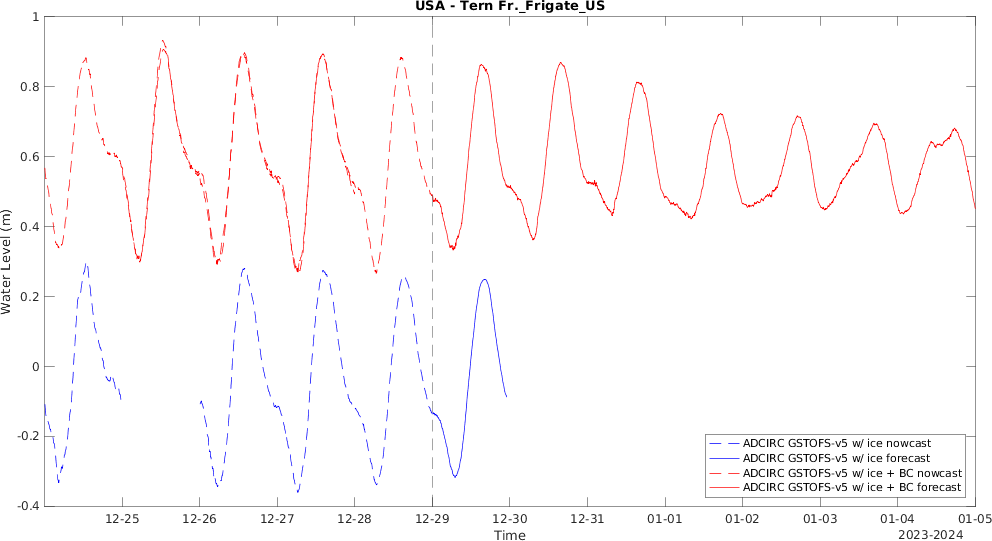 USA - Tern Fr._Frigate_US
Water Level (m)
1
0.8
0.6
0.4
0.2
0
-0.2
-0.4
ADCIRC GSTOFS-v5 w/ ice nowcast
ADCIRC GSTOFS-v5 w/ ice forecast
ADCIRC GSTOFS-v5 w/ ice + BC nowcast
ADCIRC GSTOFS-v5 w/ ice + BC forecast
12-25 12-26 12-27 12-28 12-29 12-30 12-31 01-01 01-02 01-03 01-04 01-05
Time
2023-2024